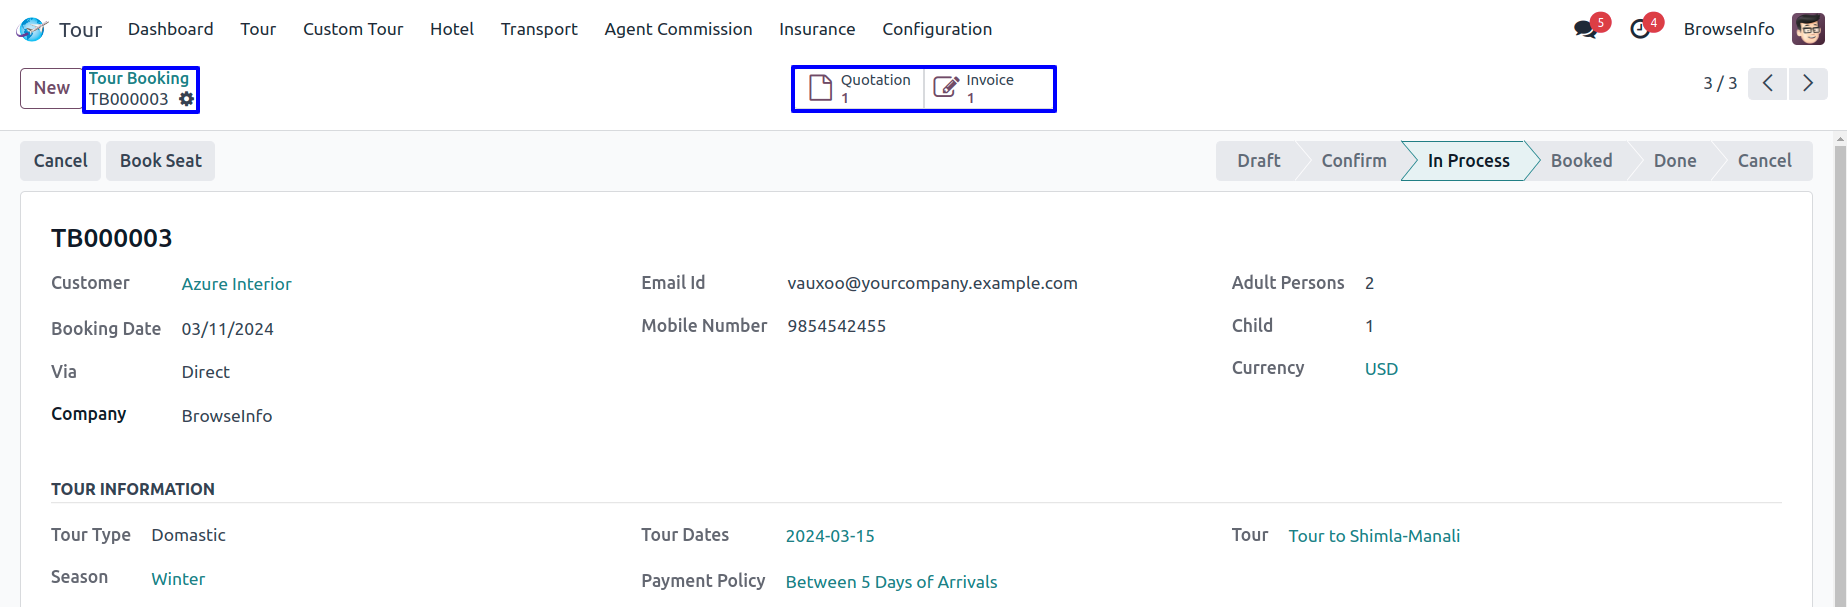 Tour Dashboard Tour Custom Tour Hotel Transport Agent Commission Insurance Configuration 5 4 BrowseInfo
New Tour Booking Quotation Invoice 3 / 3
TB000003 1 1
Cancel Book Seat Draft Confirm In Process Booked Done Cancel
TB000003
Customer Azure Interior Email Id vauxoo@yourcompany.example.com Adult Persons 2
Booking Date 03/11/2024 Mobile Number 9854542455 Child 1
Via Direct Currency USD
Company BrowseInfo
TOUR INFORMATION
Tour Type Domastic Tour Dates 2024-03-15 Tour Tour to Shimla-Manali
Season Winter Payment Policy Between 5 Days of Arrivals